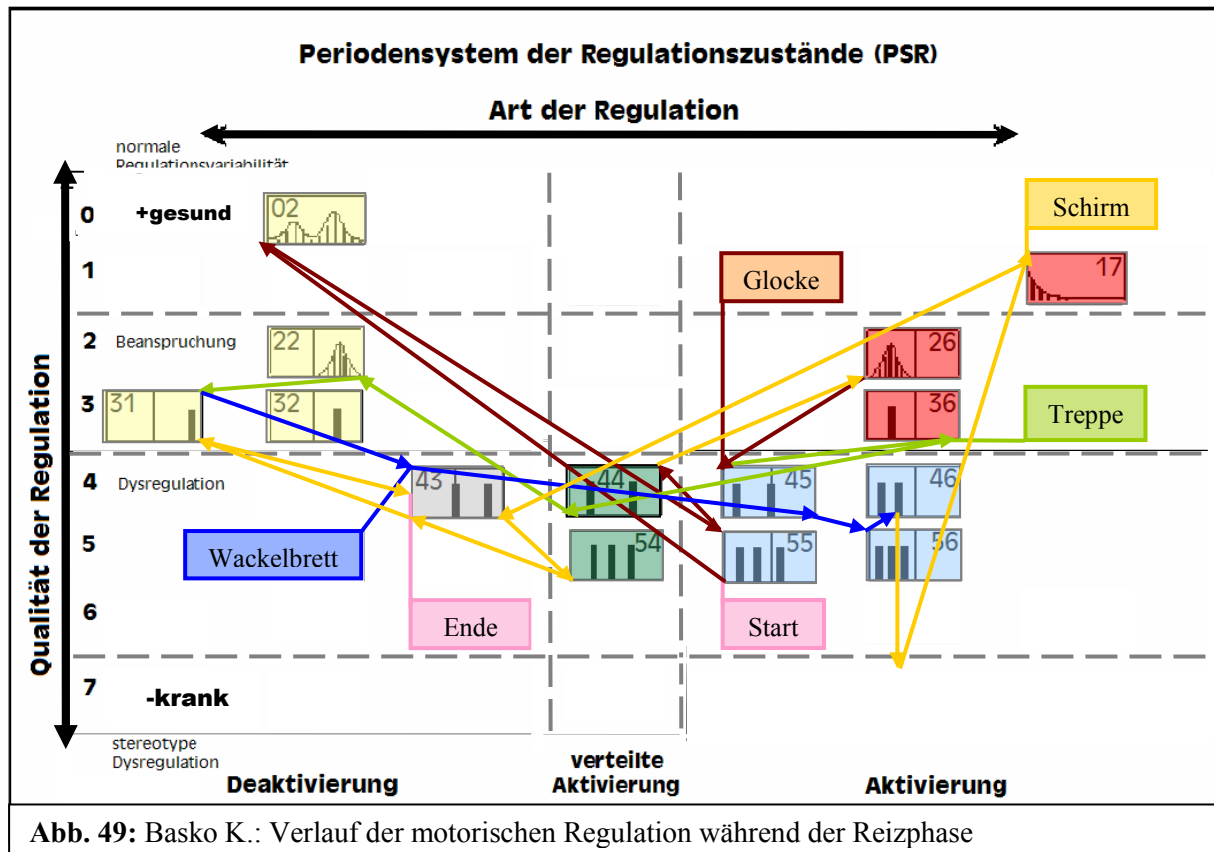 Periodensystem der Regulationszustände (PSR)
Art der Regulation
normale
Regulationsvariabilität
Qualität der Regulation
0 +gesund 02 Schirm
1 Glocke 17
2 Beanspruchung 22 26
3 31 32 36 Treppe
4 Dysregulation 43 44 45 46
5 Wackelbrett 54 55 56
6 Ende Start
7 -krank
stereotype
Dysregulation
Deaktivierung
verteilte
Aktivierung
Aktivierung
Abb. 49: Basko K.: Verlauf der motorischen Regulation während der Reizphase